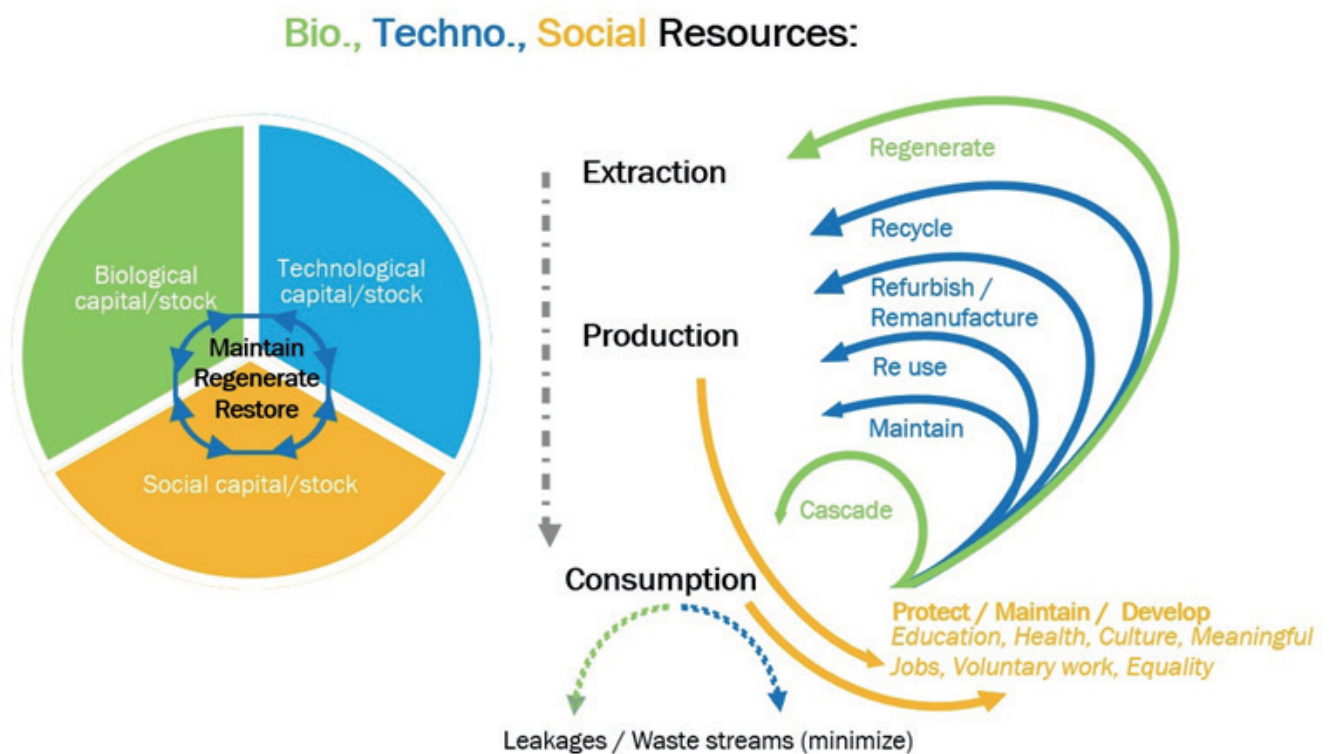 Bio., Techno., Social Resources:
Biological
capital/stock
Technological
capital/stock
Maintain
Regenerate
Restore
Social capital/stock
Extraction
Production
Consumption
Regenerate
Recycle
Refurbish /
Remanufacture
Re use
Maintain
Cascade
Protect / Maintain / Develop
Education, Health, Culture, Meaningful
Jobs, Voluntary work, Equality
Leakages / Waste streams (minimize)